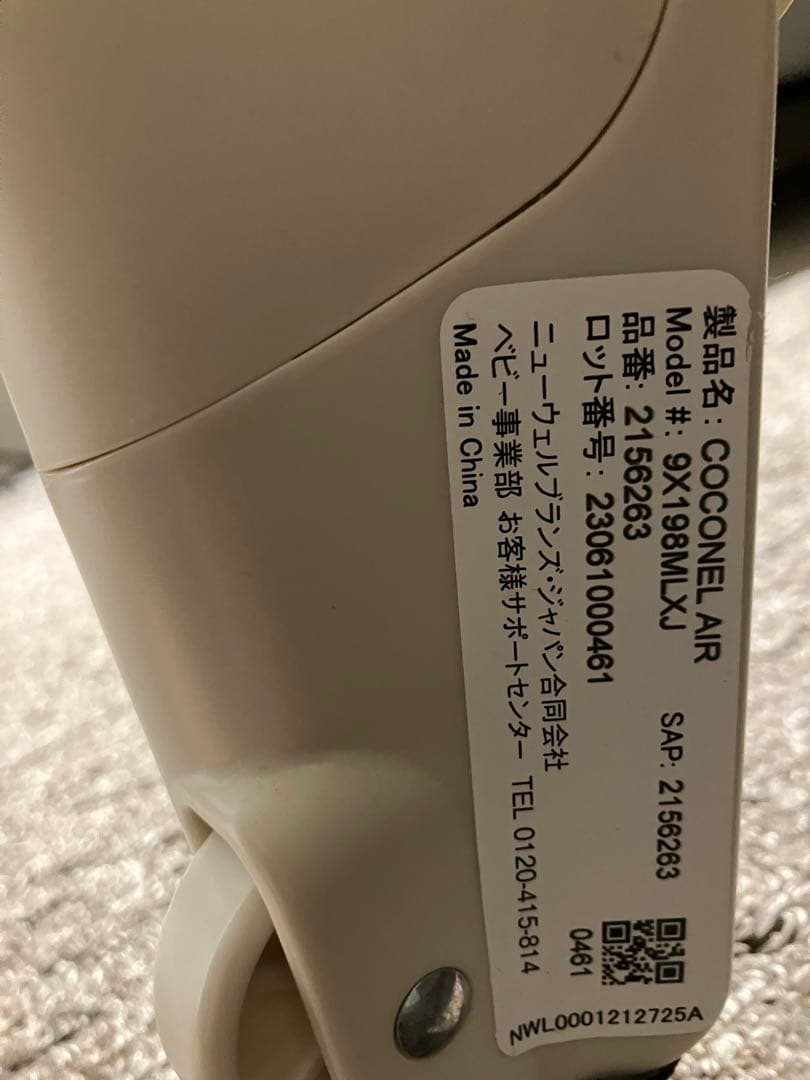 製品名: COCONEL AIR
Model #: 9X198MLXJ SAP: 2156263
品番: 2156263
ロット番号: 23061000461 0461
ニューウェルブランズ・ジャパン合同会社
ベビー事業部 お客様サポートセンター TEL 0120-415-814
Made in China
NWL0001212725A